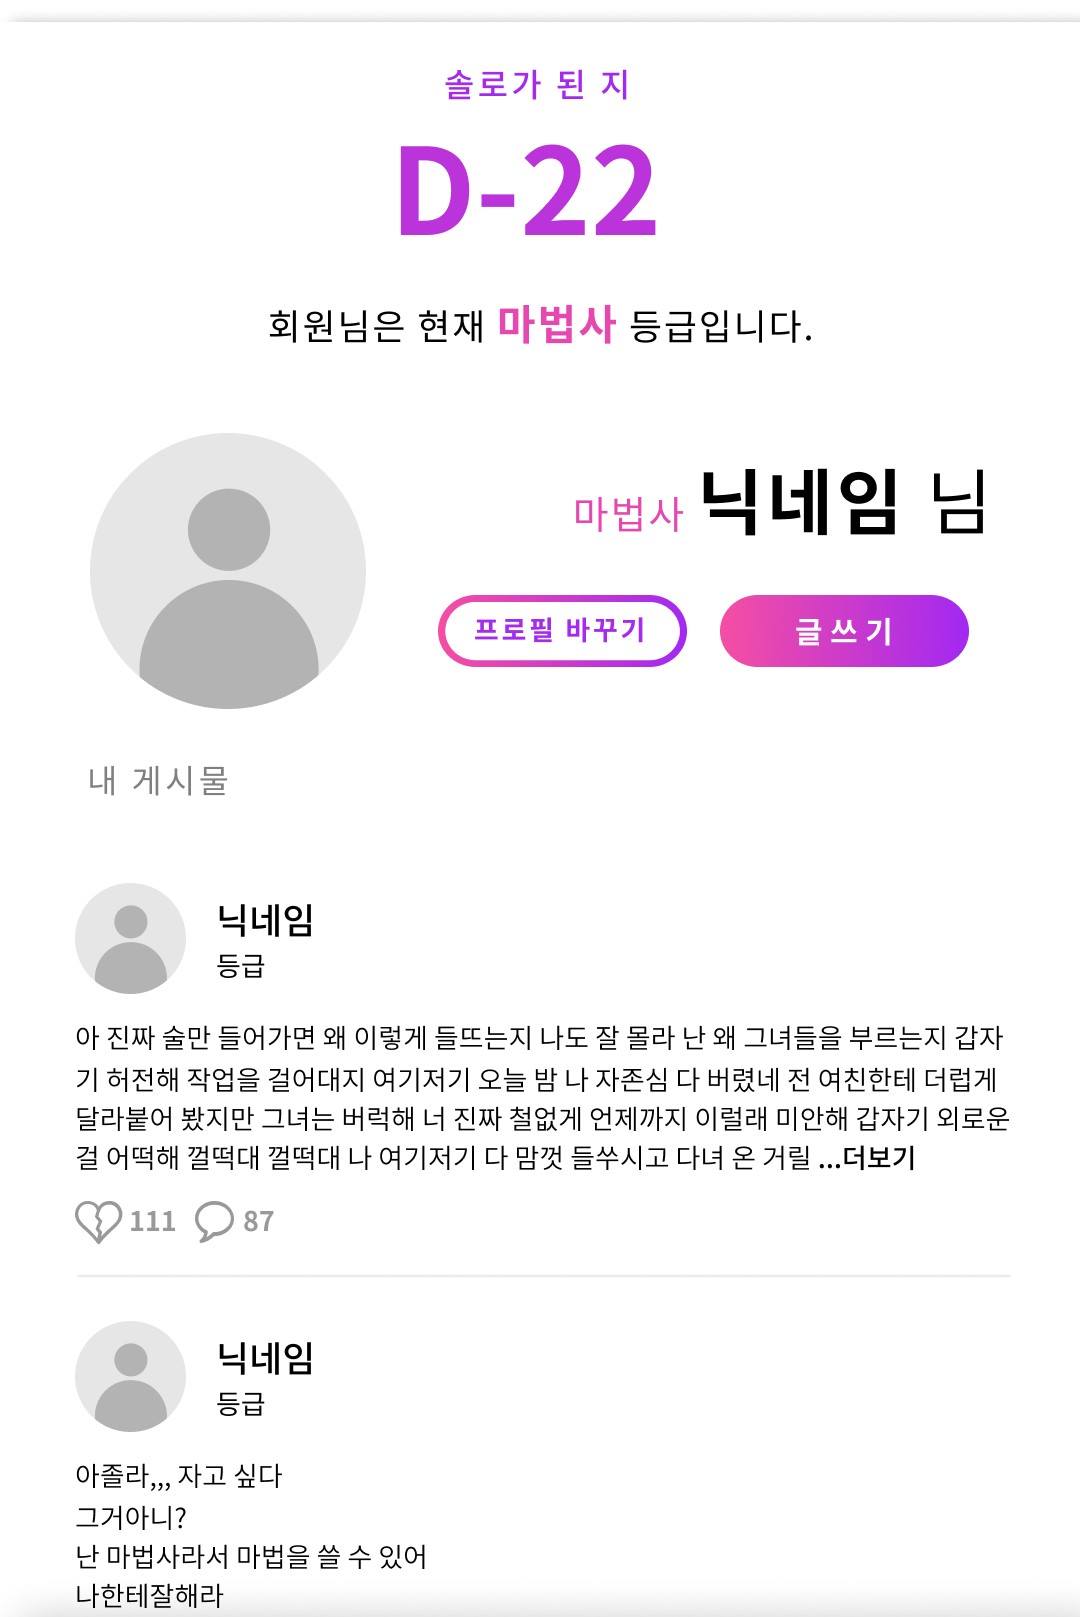 솔로가 된 지
D-22
회원님은 현재 마법사 등급입니다.
마법사 닉네임 님
프로필 바꾸기
글쓰기
내 게시물
닉네임
등급
아 진짜 술만 들어가면 왜 이렇게 들뜨는지 나도 잘 몰라 난 왜 그녀들을 부르는지 갑자
기 허전해 작업을 걸어대지 여기저기 오늘 밤 나 자존심 다 버렸네 전 여친한테 더럽게
달라붙어 봤지만 그녀는 버럭해 너 진짜 철없게 언제까지 이럴래 미안해 갑자기 외로운
걸 어떡해 껄떡대 껄떡대 나 여기저기 다 맘껏 들쑤시고 다녀 온 거릴 ...더보기
111 87
닉네임
등급
아졸라,,, 자고 싶다
그거아니?
난 마법사라서 마법을 쓸 수 있어
나한테잘해라